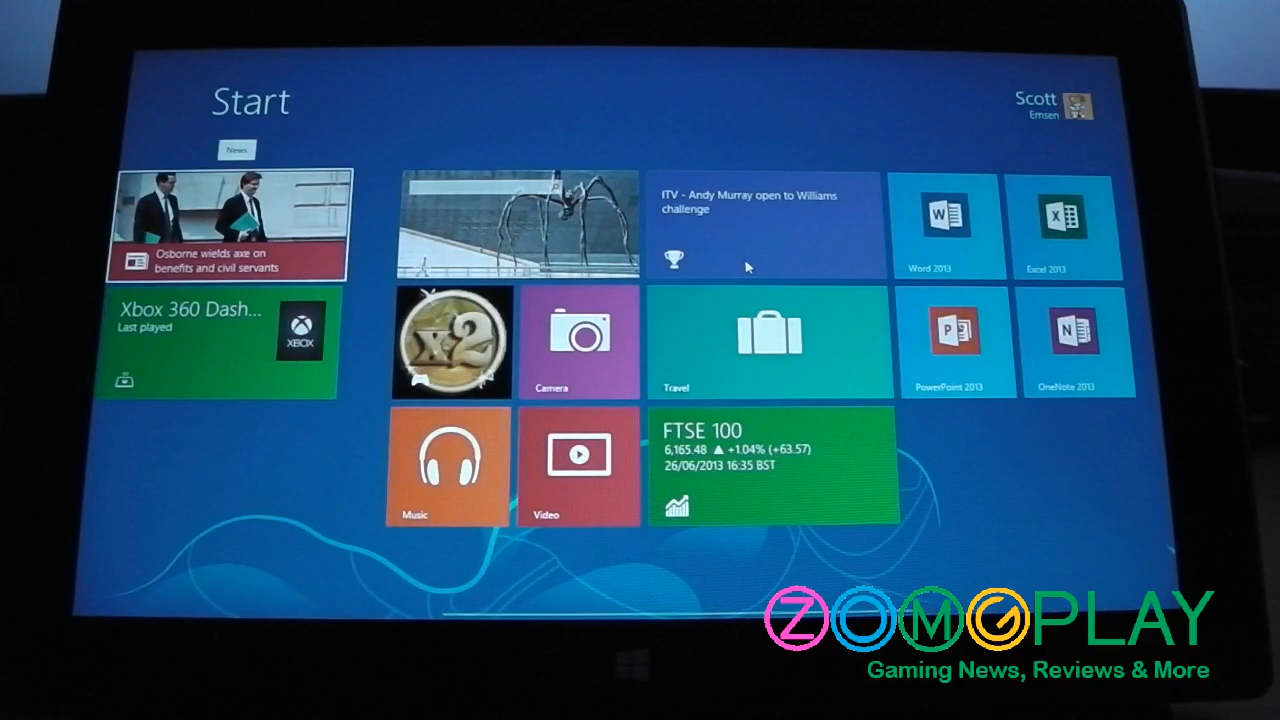 Start
Scott
Emsen
News
Osborne wields axe on
benefits and civil servants
ITV - Andy Murray open to Williams
challenge
Word 2013
Excel 2013
Xbox 360 Dash...
Last played
XBOX
x2
Camera
Travel
PowerPoint 2013
OneNote 2013
Music
Video
FTSE 100
6,165.48 ▲ +1.04% (+63.57)
26/06/2013 16:35 BST
ZOMGPLAY
Gaming News, Reviews & More